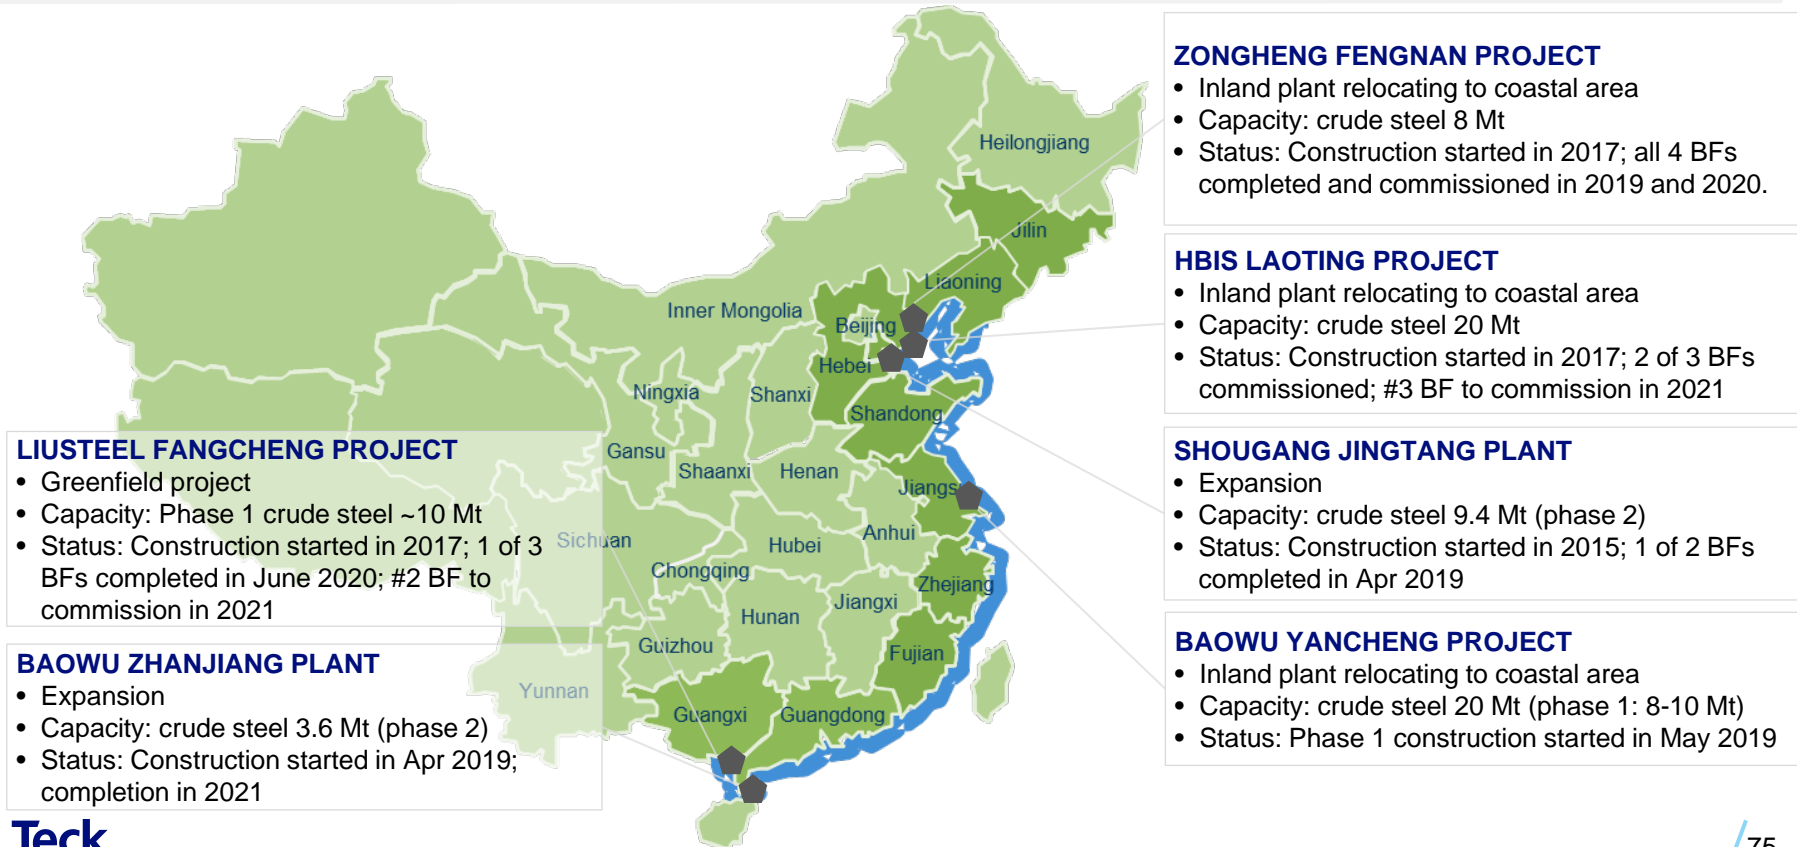 ZONGHENG FENGNAN PROJECT
• Inland plant relocating to coastal area
• Capacity: crude steel 8 Mt
• Status: Construction started in 2017; all 4 BFs
completed and commissioned in 2019 and 2020.
HBIS LAOTING PROJECT
• Inland plant relocating to coastal area
• Capacity: crude steel 20 Mt
• Status: Construction started in 2017; 2 of 3 BFs
commissioned; #3 BF to commission in 2021
SHOUGANG JINGTANG PLANT
• Expansion
• Capacity: crude steel 9.4 Mt (phase 2)
• Status: Construction started in 2015; 1 of 2 BFs
completed in Apr 2019
BAOWU YANCHENG PROJECT
• Inland plant relocating to coastal area
• Capacity: crude steel 20 Mt (phase 1: 8-10 Mt)
• Status: Phase 1 construction started in May 2019
LIUSTEEL FANGCHENG PROJECT
• Greenfield project
• Capacity: Phase 1 crude steel ~10 Mt
• Status: Construction started in 2017; 1 of 3
BFs completed in June 2020; #2 BF to
commission in 2021
BAOWU ZHANJIANG PLANT
• Expansion
• Capacity: crude steel 3.6 Mt (phase 2)
• Status: Construction started in Apr 2019;
completion in 2021
Heilongjiang
Jilin
Liaoning
Inner Mongolia
Beijing
Hebei
Ningxia
Shanxi
Shandong
Gansu
Shaanxi
Henan
Jiangs
Sichuan
Hubei
Anhui
Chongqing
Zhejiang
Hunan
Jiangxi
Guizhou
Fujian
Yunnan
Guangxi
Guangdong
Teck
75